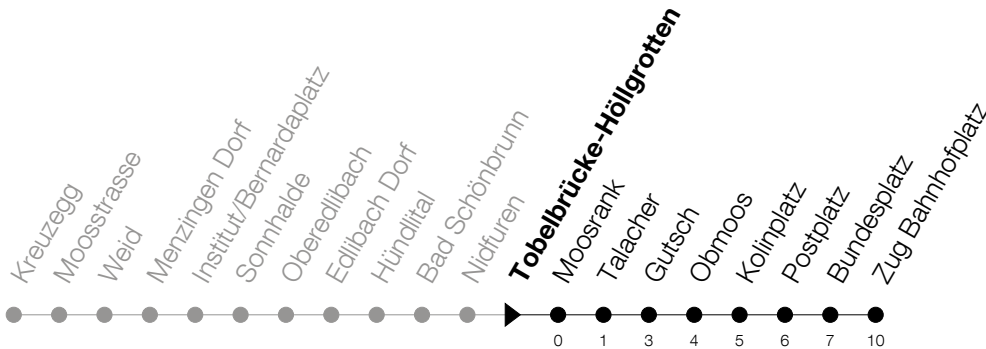 Kreuzegg
Moosstrasse
Weid
Menzingen Dorf
Institut/Bernardaplatz
Sonnhalde
Oberedlibach
Edlibach Dorf
Hündlital
Bad Schönbrunn
Nidfuren
Tobelbrücke-Höllgrotten
Moosrank
Talacher
Gutsch
Obmoos
Kolinplatz
Postplatz
Bundesplatz
Zug Bahnhofplatz
0 1 3 4 5 6 7 10